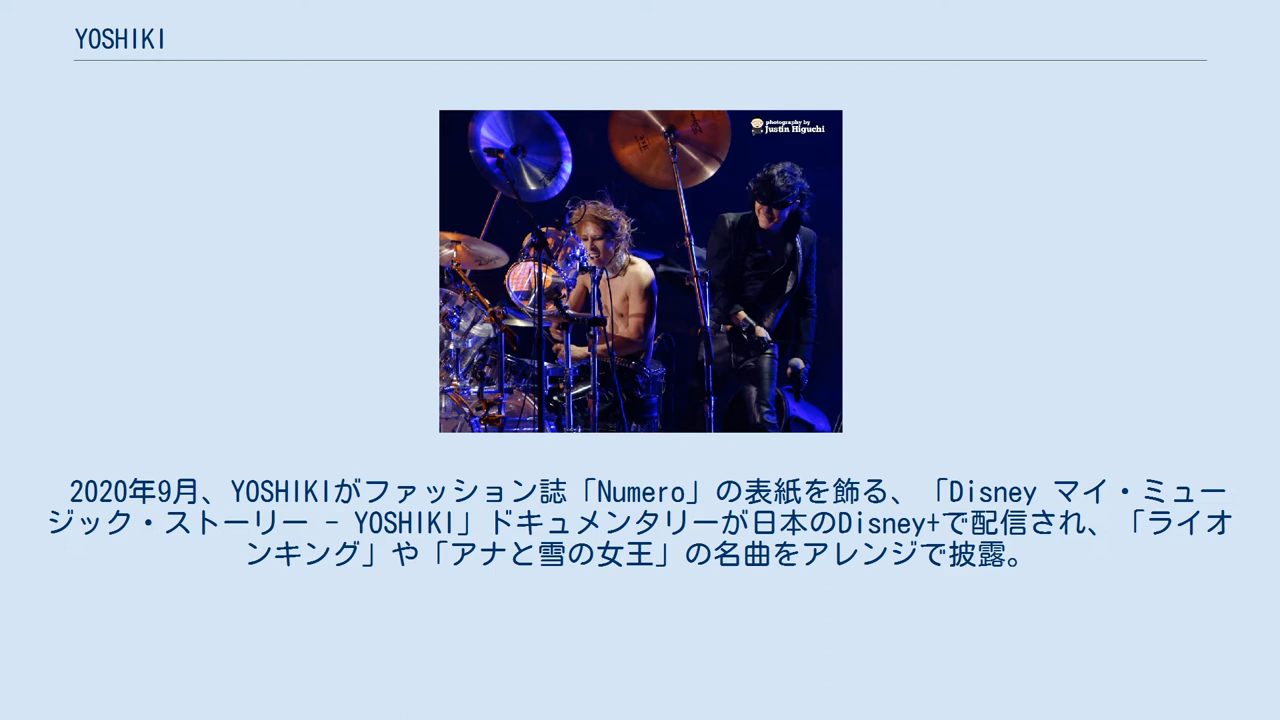 YOSHIKI
photography by
Justin Higuchi
2020年9月、YOSHIKIがファッション誌「Numero」の表紙を飾る、「Disney マイ・ミュー
ジック・ストーリー - YOSHIKI」ドキュメンタリーが日本のDisney+で配信され、「ライオ
ンキング」や「アナと雪の女王」の名曲をアレンジで披露。